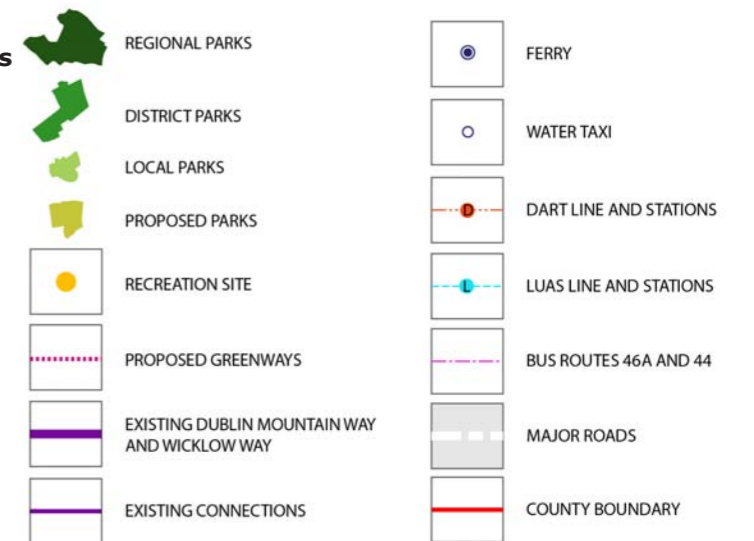 s
REGIONAL PARKS
DISTRICT PARKS
LOCAL PARKS
PROPOSED PARKS
RECREATION SITE
PROPOSED GREENWAYS
EXISTING DUBLIN MOUNTAIN WAY
AND WICKLOW WAY
EXISTING CONNECTIONS
FERRY
WATER TAXI
D
DART LINE AND STATIONS
L
LUAS LINE AND STATIONS
BUS ROUTES 46A AND 44
MAJOR ROADS
COUNTY BOUNDARY